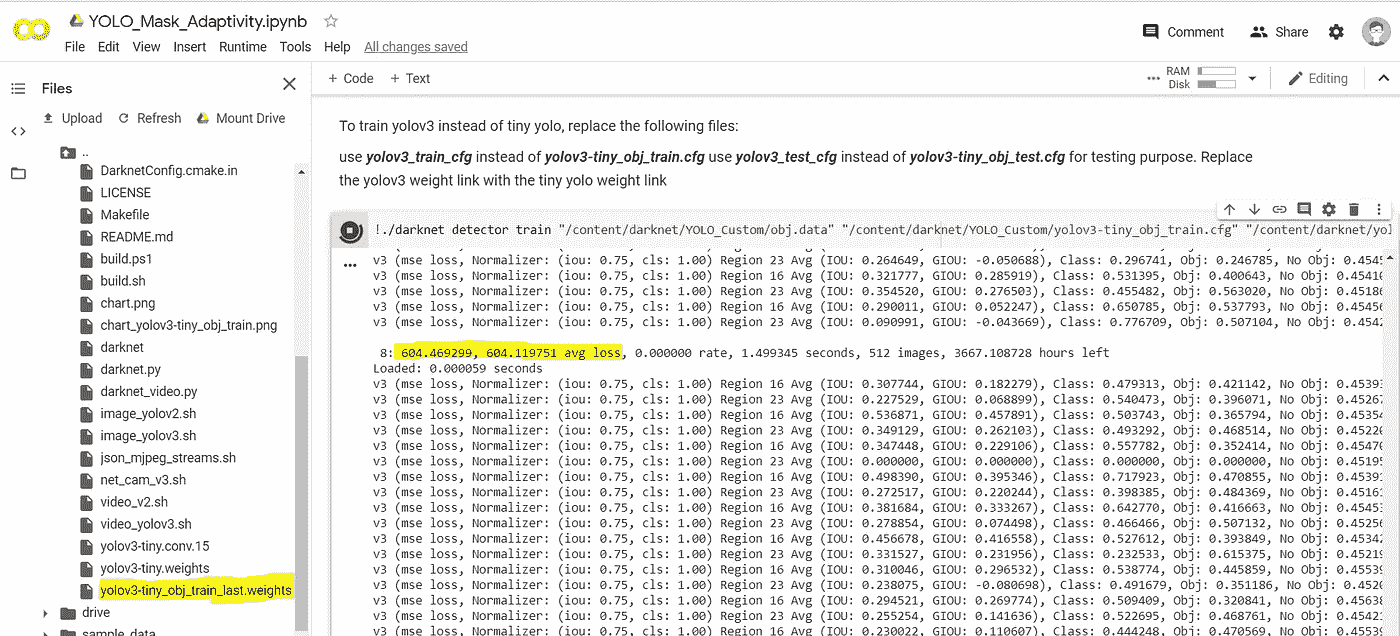 YOLO_Mask_Adaptivity.ipynb
File Edit View Insert Runtime Tools Help All changes saved
Comment Share
Files
Upload Refresh Mount Drive
..
DarknetConfig.cmake.in
LICENSE
Makefile
README.md
build.ps1
build.sh
chart.png
chart_yolov3-tiny_obj_train.png
darknet
darknet.py
darknet_video.py
image_yolov2.sh
image_yolov3.sh
json_mjpeg_streams.sh
net_cam_v3.sh
video_v2.sh
video_yolov3.sh
yolov3-tiny.conv.15
yolov3-tiny.weights
yolov3-tiny_obj_train_last.weights
drive
sample_data
+ Code + Text
RAM
Disk
Editing
To train yolov3 instead of tiny yolo, replace the following files:
use yolov3_train_cfg instead of yolov3-tiny_obj_train.cfg use yolov3_test_cfg instead of yolov3-tiny_obj_test.cfg for testing purpose. Replace
the yolov3 weight link with the tiny yolo weight link
!./darknet detector train "/content/darknet/YOLO_Custom/obj.data" "/content/darknet/YOLO_Custom/yolov3-tiny_obj_train.cfg" "/content/darknet/yol
v3 (mse loss, Normalizer: (iou: 0.75, cls: 1.00) Region 23 Avg (IOU: 0.264649, GIOU: -0.050688), Class: 0.296741, Obj: 0.246785, No Obj: 0.4545
v3 (mse loss, Normalizer: (iou: 0.75, cls: 1.00) Region 16 Avg (IOU: 0.321777, GIOU: 0.285919), Class: 0.531395, Obj: 0.400643, No Obj: 0.45410
v3 (mse loss, Normalizer: (iou: 0.75, cls: 1.00) Region 23 Avg (IOU: 0.354520, GIOU: 0.276503), Class: 0.455482, Obj: 0.563020, No Obj: 0.45186
v3 (mse loss, Normalizer: (iou: 0.75, cls: 1.00) Region 16 Avg (IOU: 0.290011, GIOU: 0.052247), Class: 0.650785, Obj: 0.537793, No Obj: 0.45456
v3 (mse loss, Normalizer: (iou: 0.75, cls: 1.00) Region 23 Avg (IOU: 0.090991, GIOU: -0.043669), Class: 0.776709, Obj: 0.507104, No Obj: 0.4542
8: 604.469299, 604.119751 avg loss, 0.000000 rate, 1.499345 seconds, 512 images, 3667.108728 hours left
Loaded: 0.000059 seconds
v3 (mse loss, Normalizer: (iou: 0.75, cls: 1.00) Region 16 Avg (IOU: 0.307744, GIOU: 0.182279), Class: 0.479313, Obj: 0.421142, No Obj: 0.45393
v3 (mse loss, Normalizer: (iou: 0.75, cls: 1.00) Region 23 Avg (IOU: 0.227529, GIOU: 0.068899), Class: 0.540473, Obj: 0.396071, No Obj: 0.45267
v3 (mse loss, Normalizer: (iou: 0.75, cls: 1.00) Region 16 Avg (IOU: 0.536871, GIOU: 0.457891), Class: 0.503743, Obj: 0.365794, No Obj: 0.45354
v3 (mse loss, Normalizer: (iou: 0.75, cls: 1.00) Region 23 Avg (IOU: 0.349129, GIOU: 0.262103), Class: 0.493292, Obj: 0.468514, No Obj: 0.45220
v3 (mse loss, Normalizer: (iou: 0.75, cls: 1.00) Region 16 Avg (IOU: 0.347448, GIOU: 0.229106), Class: 0.557782, Obj: 0.352414, No Obj: 0.45470
v3 (mse loss, Normalizer: (iou: 0.75, cls: 1.00) Region 23 Avg (IOU: 0.000000, GIOU: 0.000000), Class: 0.000000, Obj: 0.000000, No Obj: 0.45195
v3 (mse loss, Normalizer: (iou: 0.75, cls: 1.00) Region 16 Avg (IOU: 0.498390, GIOU: 0.395346), Class: 0.717923, Obj: 0.470855, No Obj: 0.45391
v3 (mse loss, Normalizer: (iou: 0.75, cls: 1.00) Region 23 Avg (IOU: 0.272517, GIOU: 0.220244), Class: 0.398385, Obj: 0.484369, No Obj: 0.45161
v3 (mse loss, Normalizer: (iou: 0.75, cls: 1.00) Region 16 Avg (IOU: 0.381684, GIOU: 0.333267), Class: 0.642770, Obj: 0.416663, No Obj: 0.45453
v3 (mse loss, Normalizer: (iou: 0.75, cls: 1.00) Region 23 Avg (IOU: 0.278854, GIOU: 0.074498), Class: 0.466466, Obj: 0.507132, No Obj: 0.45256
v3 (mse loss, Normalizer: (iou: 0.75, cls: 1.00) Region 16 Avg (IOU: 0.456678, GIOU: 0.416558), Class: 0.527612, Obj: 0.393849, No Obj: 0.45342
v3 (mse loss, Normalizer: (iou: 0.75, cls: 1.00) Region 23 Avg (IOU: 0.331527, GIOU: 0.231956), Class: 0.232533, Obj: 0.615375, No Obj: 0.45219
v3 (mse loss, Normalizer: (iou: 0.75, cls: 1.00) Region 16 Avg (IOU: 0.310046, GIOU: 0.296532), Class: 0.538774, Obj: 0.445859, No Obj: 0.45539
v3 (mse loss, Normalizer: (iou: 0.75, cls: 1.00) Region 23 Avg (IOU: 0.238075, GIOU: -0.080698), Class: 0.491679, Obj: 0.351186, No Obj: 0.4520
v3 (mse loss, Normalizer: (iou: 0.75, cls: 1.00) Region 16 Avg (IOU: 0.294521, GIOU: 0.269774), Class: 0.509409, Obj: 0.320841, No Obj: 0.45638
v3 (mse loss, Normalizer: (iou: 0.75, cls: 1.00) Region 23 Avg (IOU: 0.255254, GIOU: 0.141636), Class: 0.522695, Obj: 0.468761, No Obj: 0.45421
v3 (mse loss, Normalizer: (iou: 0.75, cls: 1.00) Region 16 Avg (IOU: 0.230022, GIOU: 0.110607), Class: 0.444248, Obj: 0.470569, No Obj: 0.45595